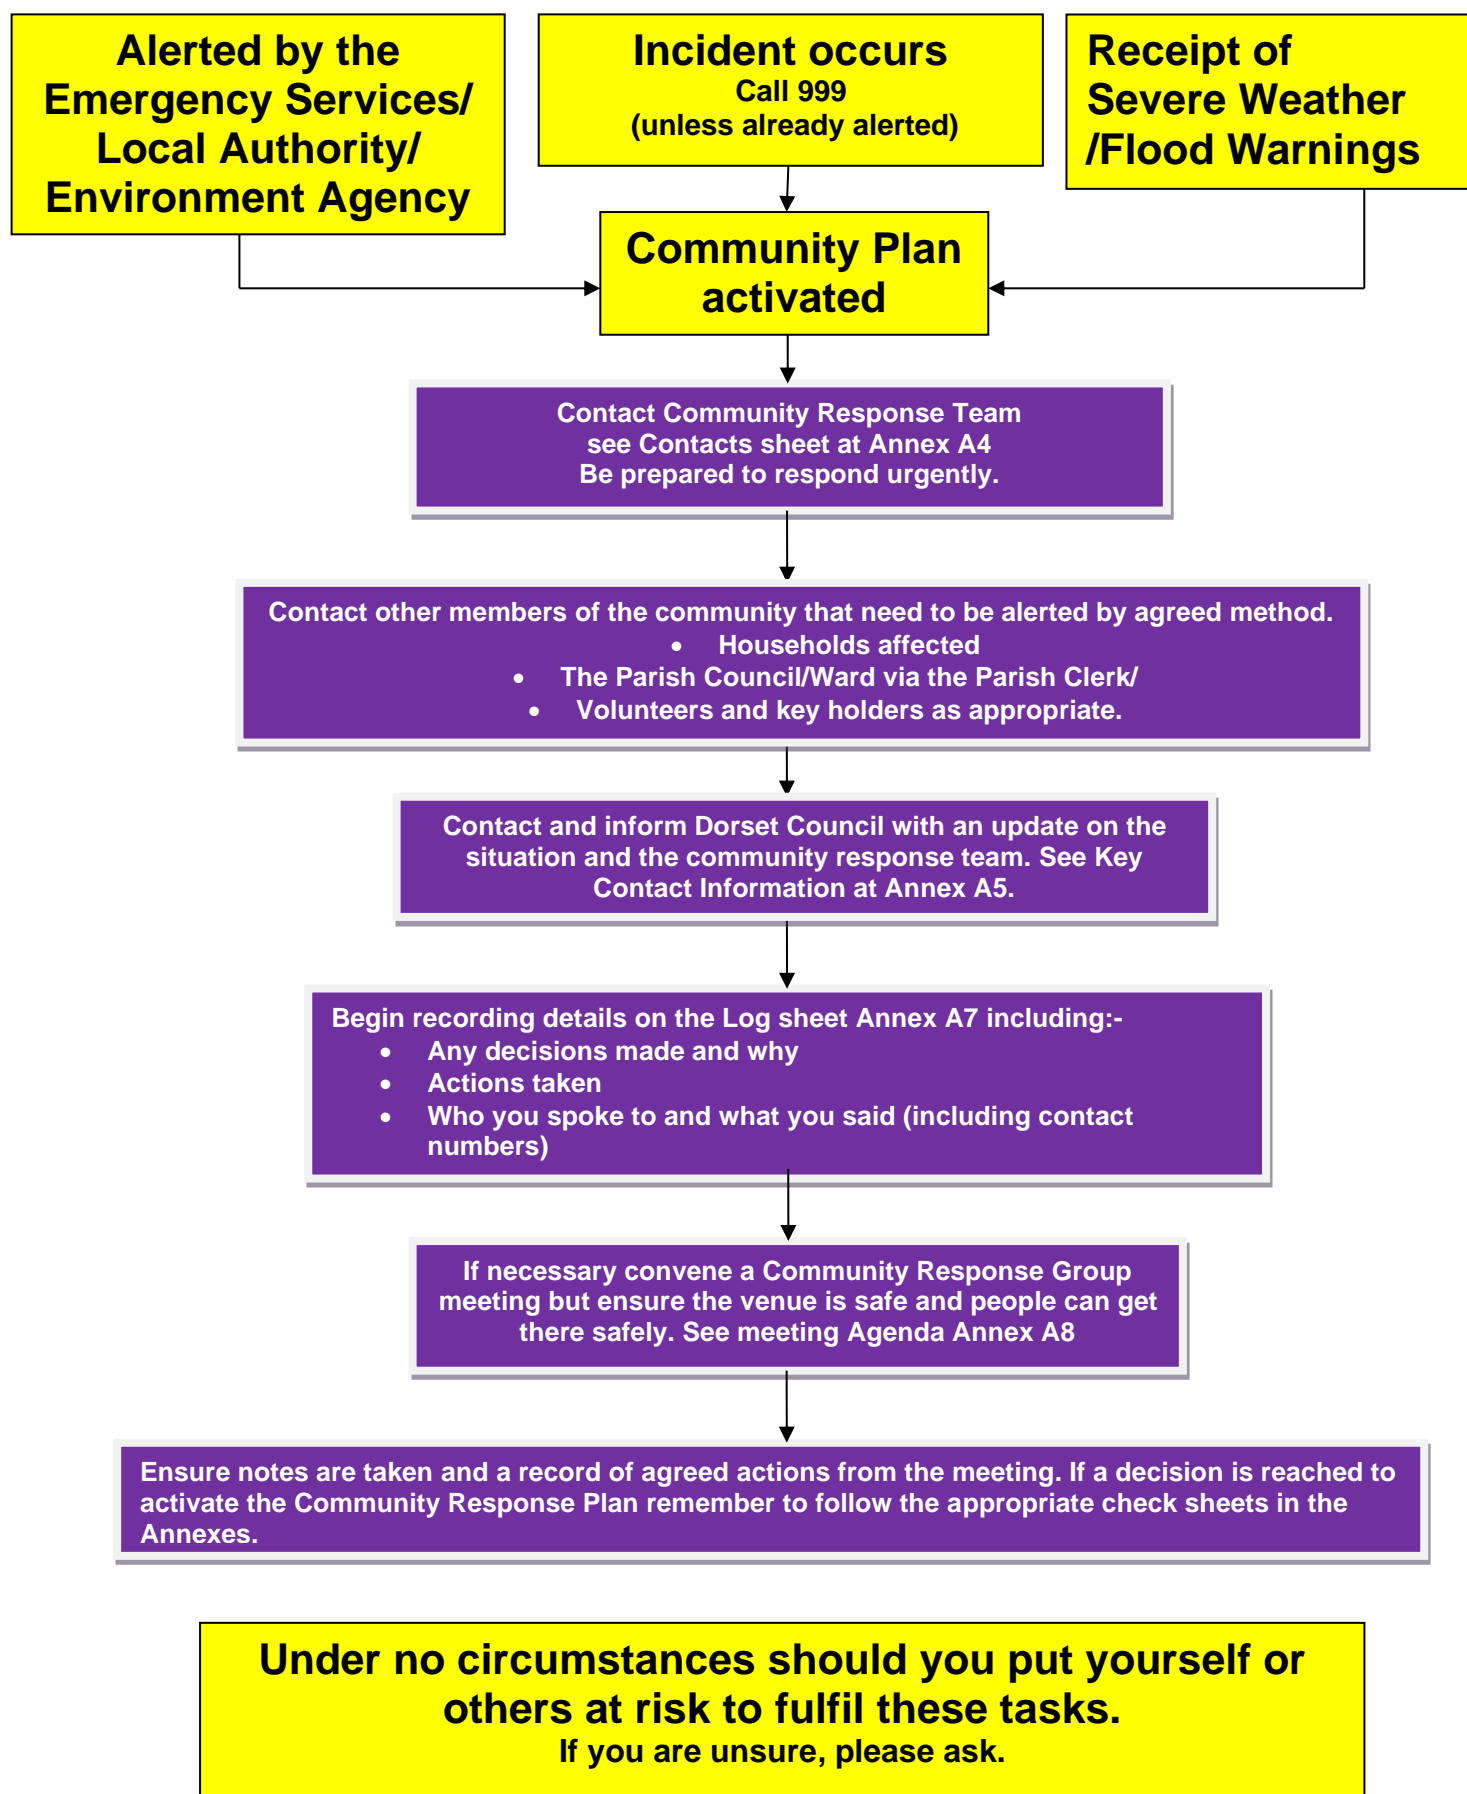 Alerted by the
Emergency Services/
Local Authority/
Environment Agency
Incident occurs
Call 999
(unless already alerted)
Receipt of
Severe Weather
/Flood Warnings
Community Plan
activated
Contact Community Response Team
see Contacts sheet at Annex A4
Be prepared to respond urgently.
Contact other members of the community that need to be alerted by agreed method.
• Households affected
• The Parish Council/Ward via the Parish Clerk/
• Volunteers and key holders as appropriate.
Contact and inform Dorset Council with an update on the
situation and the community response team. See Key
Contact Information at Annex A5.
Begin recording details on the Log sheet Annex A7 including:-
• Any decisions made and why
• Actions taken
• Who you spoke to and what you said (including contact
numbers)
If necessary convene a Community Response Group
meeting but ensure the venue is safe and people can get
there safely. See meeting Agenda Annex A8
Ensure notes are taken and a record of agreed actions from the meeting. If a decision is reached to
activate the Community Response Plan remember to follow the appropriate check sheets in the
Annexes.
Under no circumstances should you put yourself or
others at risk to fulfil these tasks.
If you are unsure, please ask.